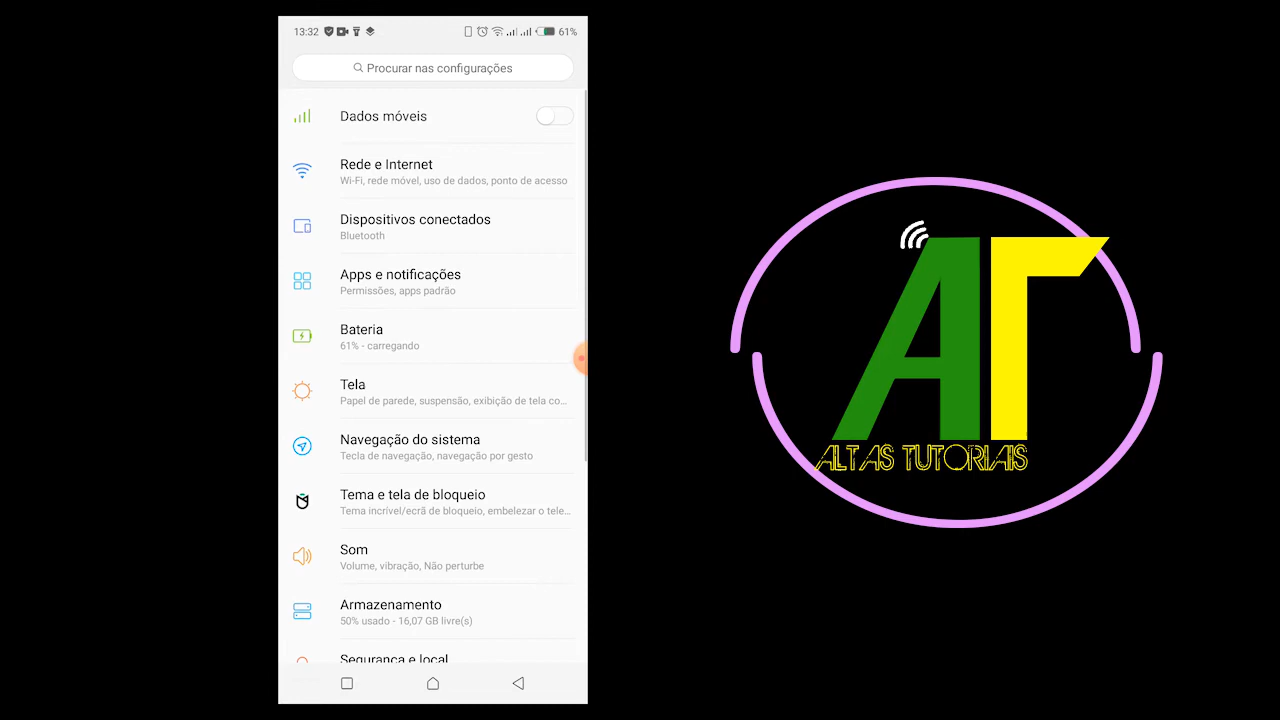 13:32 61%
Procurar nas configurações
Dados móveis
Rede e Internet
Wi-Fi, rede móvel, uso de dados, ponto de acesso
Dispositivos conectados
Bluetooth
Apps e notificações
Permissões, apps padrão
Bateria
61% - carregando
Tela
Papel de parede, suspensão, exibição de tela co...
Navegação do sistema
Tecla de navegação, navegação por gesto
Tema e tela de bloqueio
Tema incrível/ecrã de bloqueio, embelezar o tele...
Som
Volume, vibração, Não perturbe
Armazenamento
50% usado - 16,07 GB livre(s)
Segurança e local
AT
ALTAS TUTORIAIS